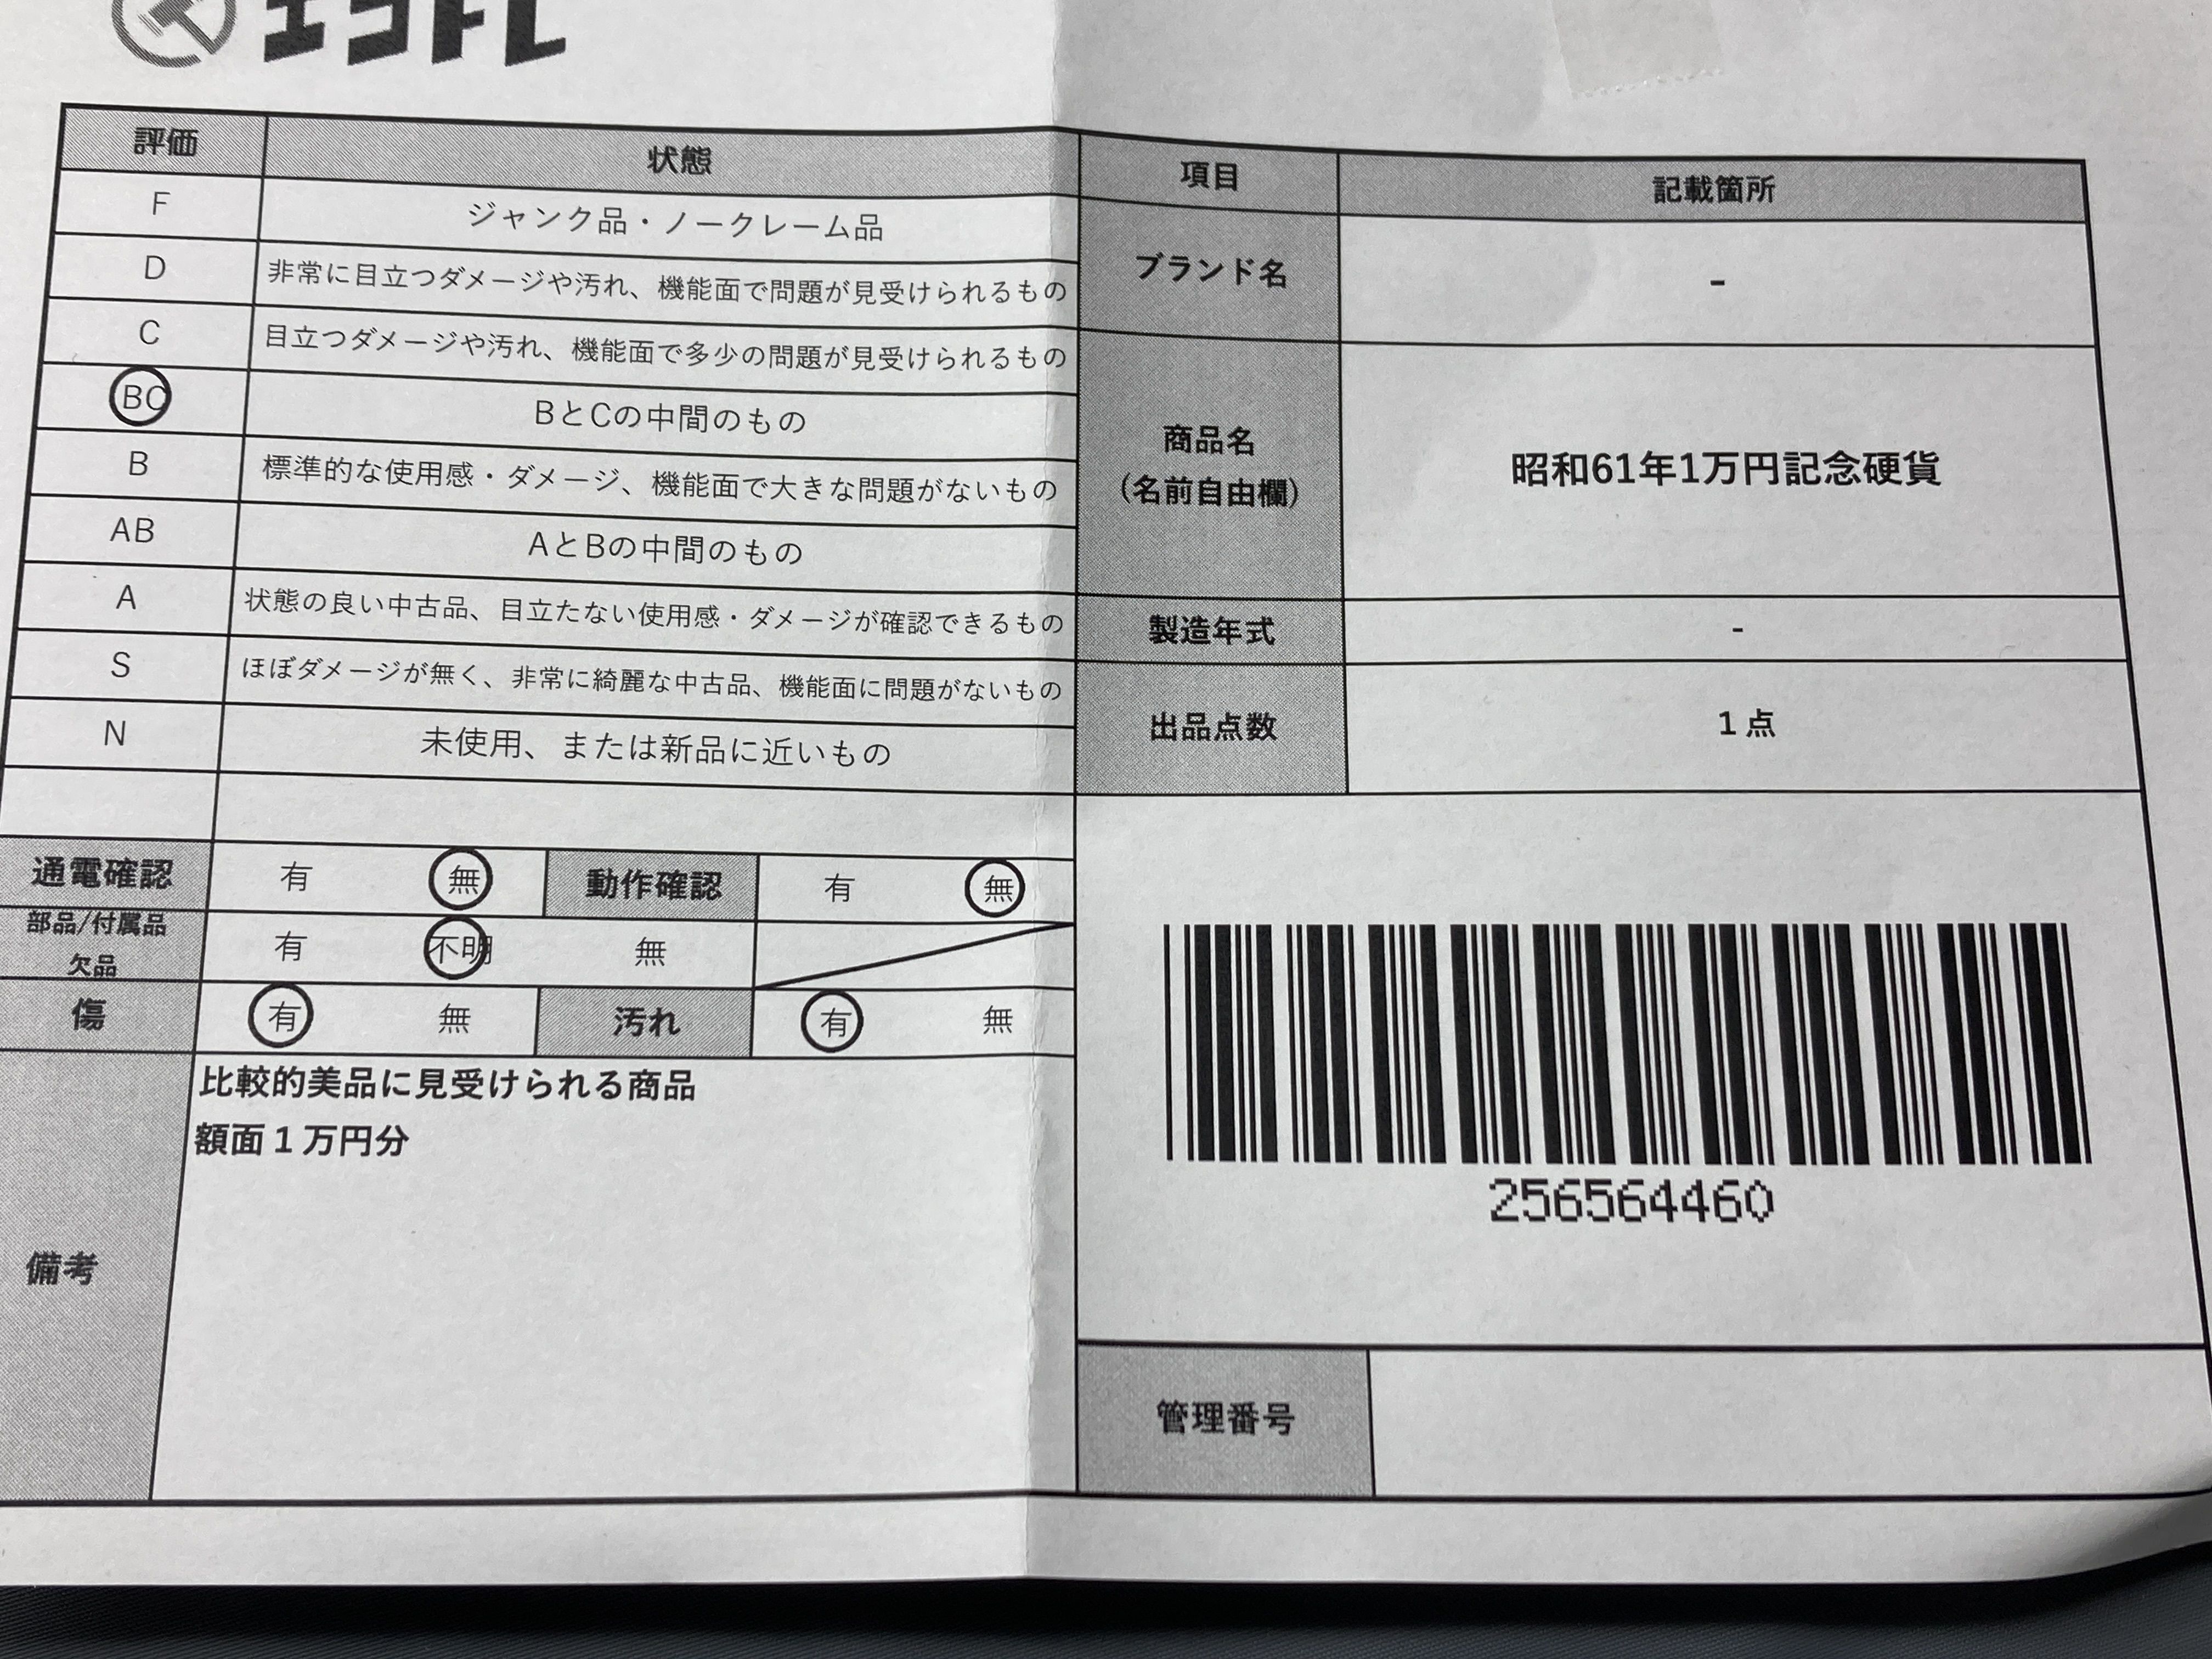 エコトレ
評価 状態
F ジャンク品・ノークレーム品
D 非常に目立つダメージや汚れ、機能面で問題が見受けられるもの
C 目立つダメージや汚れ、機能面で多少の問題が見受けられるもの
BC BとCの中間のもの
B 標準的な使用感・ダメージ、機能面で大きな問題がないもの
AB AとBの中間のもの
A 状態の良い中古品、目立たない使用感・ダメージが確認できるもの
S ほぼダメージが無く、非常に綺麗な中古品、機能面に問題がないもの
N 未使用、または新品に近いもの
通電確認 有 無 動作確認 有 無
部品/付属品
欠品 有 不明 無
傷 有 無 汚れ 有 無
備考
比較的美品に見受けられる商品
額面1万円分
項目 記載箇所
ブランド名 -
商品名
(名前自由欄)
昭和61年1万円記念硬貨
製造年式 -
出品点数 1点
256564460
管理番号